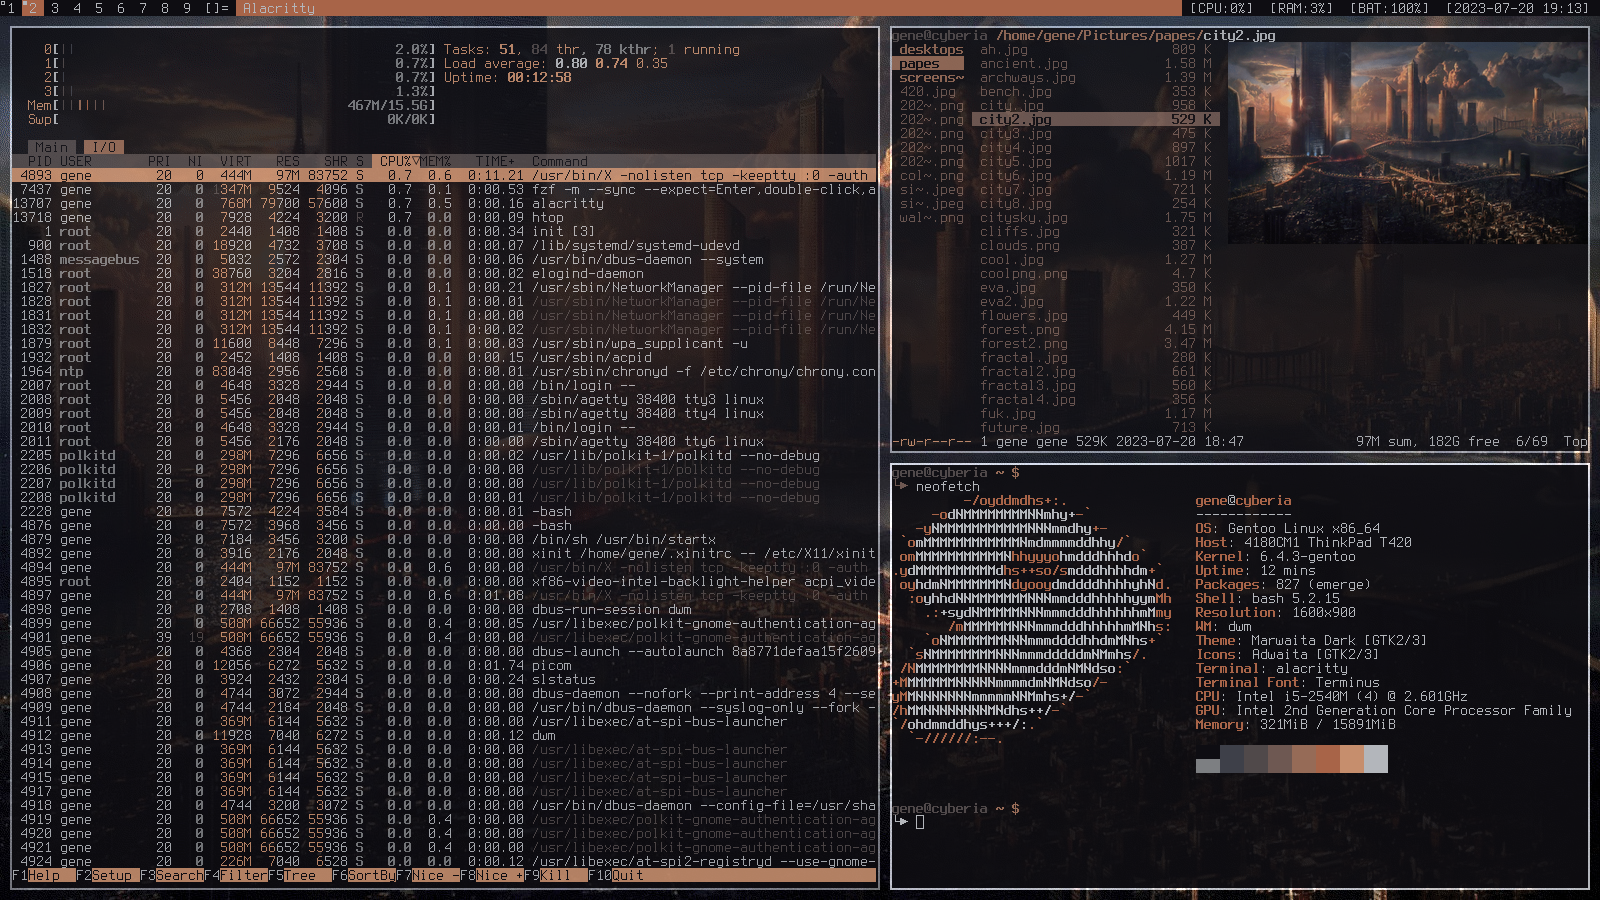 1 2 3 4 5 6 7 8 9 []= Alacritty [CPU:0%] [RAM:3%] [BAT:100%] [2023-07-20 19:13]
0[|| 2.0%] Tasks: 51, 84 thr, 78 kthr; 1 running
1[| 0.7%] Load average: 0.80 0.74 0.35
2[| 0.7%] Uptime: 00:12:58
3[| 1.3%]
Mem[|||||| 467M/15.5G]
Swp[ 0K/0K]
Main I/O
PID USER PRI NI VIRT RES SHR S CPU%▽MEM% TIME+ Command
4893 gene 20 0 444M 97M 83752 S 0.7 0.6 0:11.21 /usr/bin/X -nolisten tcp -keeptty :0 -auth
7437 gene 20 0 1347M 9524 4096 S 0.7 0.1 0:00.53 fzf -m --sync --expect=Enter,double-click,a
13707 gene 20 0 768M 79700 57600 S 0.7 0.5 0:00.16 alacritty
13718 gene 20 0 7928 4224 3200 R 0.7 0.0 0:00.09 htop
1 root 20 0 2440 1408 1408 S 0.0 0.0 0:00.34 init [3]
900 root 20 0 18920 4732 3708 S 0.0 0.0 0:00.07 /lib/systemd/systemd-udevd
1488 messagebus 20 0 5032 2572 2304 S 0.0 0.0 0:00.06 /usr/bin/dbus-daemon --system
1518 root 20 0 38760 3204 2816 S 0.0 0.0 0:00.02 elogind-daemon
1827 root 20 0 312M 13544 11392 S 0.0 0.1 0:00.21 /usr/sbin/NetworkManager --pid-file /run/Ne
1828 root 20 0 312M 13544 11392 S 0.0 0.1 0:00.01 /usr/sbin/NetworkManager --pid-file /run/Ne
1831 root 20 0 312M 13544 11392 S 0.0 0.1 0:00.00 /usr/sbin/NetworkManager --pid-file /run/Ne
1832 root 20 0 312M 13544 11392 S 0.0 0.1 0:00.02 /usr/sbin/NetworkManager --pid-file /run/Ne
1879 root 20 0 11600 8448 7296 S 0.0 0.1 0:00.03 /usr/sbin/wpa_supplicant -u
1932 root 20 0 2452 1408 1408 S 0.0 0.0 0:00.15 /usr/sbin/acpid
1964 ntp 20 0 83048 2956 2560 S 0.0 0.0 0:00.01 /usr/sbin/chronyd -f /etc/chrony/chrony.con
2007 root 20 0 4648 3328 2944 S 0.0 0.0 0:00.00 /bin/login --
2008 root 20 0 5456 2048 2048 S 0.0 0.0 0:00.00 /sbin/agetty 38400 tty3 linux
2009 root 20 0 5456 2048 2048 S 0.0 0.0 0:00.00 /sbin/agetty 38400 tty4 linux
2010 root 20 0 4648 3328 2944 S 0.0 0.0 0:00.01 /bin/login --
2011 root 20 0 5456 2176 2048 S 0.0 0.0 0:00.00 /sbin/agetty 38400 tty6 linux
2205 polkitd 20 0 298M 7296 6656 S 0.0 0.0 0:00.02 /usr/lib/polkit-1/polkitd --no-debug
2206 polkitd 20 0 298M 7296 6656 S 0.0 0.0 0:00.00 /usr/lib/polkit-1/polkitd --no-debug
2207 polkitd 20 0 298M 7296 6656 S 0.0 0.0 0:00.00 /usr/lib/polkit-1/polkitd --no-debug
2208 polkitd 20 0 298M 7296 6656 S 0.0 0.0 0:00.00 /usr/lib/polkit-1/polkitd --no-debug
2228 gene 20 0 7572 4224 3584 S 0.0 0.0 0:00.01 -bash
4876 gene 20 0 7572 3968 3456 S 0.0 0.0 0:00.00 -bash
4879 gene 20 0 7184 3456 3200 S 0.0 0.0 0:00.00 /bin/sh /usr/bin/startx
4892 gene 20 0 3916 2176 2048 S 0.0 0.0 0:00.00 xinit /home/gene/.xinitrc -- /etc/X11/xinit
4894 gene 20 0 444M 97M 83752 S 0.0 0.6 0:00.00 /usr/bin/X -nolisten tcp -keeptty :0 -auth
4895 root 20 0 2404 1152 1152 S 0.0 0.0 0:00.00 xf86-video-intel-backlight-helper acpi_vide
4897 gene 20 0 444M 97M 83752 S 0.0 0.6 0:01.08 /usr/bin/X -nolisten tcp -keeptty :0 -auth
4898 gene 20 0 2708 1408 1408 S 0.0 0.0 0:00.00 dbus-run-session dwm
4899 gene 20 0 508M 66652 55936 S 0.0 0.4 0:00.05 /usr/libexec/polkit-gnome-authentication-ag
4901 gene 39 19 508M 66652 55936 S 0.0 0.4 0:00.00 /usr/libexec/polkit-gnome-authentication-ag
4905 gene 20 0 4368 2304 2048 S 0.0 0.0 0:00.00 dbus-launch --autolaunch 8a8771defaa15f2609
4906 gene 20 0 12056 6272 5632 S 0.0 0.0 0:01.74 picom
4907 gene 20 0 3924 2432 2304 S 0.0 0.0 0:00.24 slstatus
4908 gene 20 0 4744 3072 2944 S 0.0 0.0 0:00.00 dbus-daemon --nofork --print-address 4 --se
4909 gene 20 0 4744 2184 2048 S 0.0 0.0 0:00.00 dbus-daemon --syslog-only --fork -
4911 gene 20 0 369M 6144 5632 S 0.0 0.0 0:00.00 /usr/libexec/at-spi-bus-launcher
4912 gene 20 0 11928 7040 6272 S 0.0 0.0 0:00.12 dwm
4913 gene 20 0 369M 6144 5632 S 0.0 0.0 0:00.00 /usr/libexec/at-spi-bus-launcher
4914 gene 20 0 369M 6144 5632 S 0.0 0.0 0:00.00 /usr/libexec/at-spi-bus-launcher
4915 gene 20 0 369M 6144 5632 S 0.0 0.0 0:00.00 /usr/libexec/at-spi-bus-launcher
4917 gene 20 0 369M 6144 5632 S 0.0 0.0 0:00.00 /usr/libexec/at-spi-bus-launcher
4918 gene 20 0 4744 3200 3072 S 0.0 0.0 0:00.00 /usr/bin/dbus-daemon --config-file=/usr/sha
4919 gene 20 0 508M 66652 55936 S 0.0 0.4 0:00.00 /usr/libexec/polkit-gnome-authentication-ag
4920 gene 20 0 508M 66652 55936 S 0.0 0.4 0:00.00 /usr/libexec/polkit-gnome-authentication-ag
4921 gene 20 0 508M 66652 55936 S 0.0 0.4 0:00.00 /usr/libexec/polkit-gnome-authentication-ag
4924 gene 20 0 226M 7040 6528 S 0.0 0.0 0:00.12 /usr/libexec/at-spi2-registryd --use-gnome-
F1Help F2Setup F3SearchF4FilterF5Tree F6SortByF7Nice -F8Nice +F9Kill F10Quit
gene@cyberia /home/gene/Pictures/papes/city2.jpg
desktops ah.jpg 809 K
papes ancient.jpg 1.58 M
screens~ archways.jpg 1.39 M
420.jpg bench.jpg 353 K
202~.png city.jpg 958 K
202~.png city2.jpg 529 K
202~.png city3.jpg 475 K
202~.png city4.jpg 897 K
202~.png city5.jpg 1017 K
col~.png city6.jpg 1.19 M
si~.jpeg city7.jpg 721 K
si~.jpeg city8.jpg 254 K
wal~.png citysky.jpg 1.75 M
cliffs.jpg 321 K
clouds.png 387 K
cool.jpg 1.27 M
coolpng.png 4.7 K
eva.jpg 350 K
eva2.jpg 1.22 M
flowers.jpg 449 K
forest.png 4.15 M
forest2.png 3.47 M
fractal.jpg 280 K
fractal2.jpg 661 K
fractal3.jpg 560 K
fractal4.jpg 356 K
fuk.jpg 1.17 M
future.jpg 713 K
-rw-r--r-- 1 gene gene 529K 2023-07-20 18:47 97M sum, 182G free 6/69 Top
gene@cyberia ~ $
neofetch
-/oyddmdhs+:.
-odNMMMMMMMMNNmhy+-`
-yNMMMMMMMMMMMNNNmmdhy+-
`omMMMMMMMMMMMMNmdmmmmddhhy/`
omMMMMMMMMMMMNhhyyyohmdddhhhdo`
.ydMMMMMMMMMMdhs++so/smdddhhhhdm+`
oyhdmNMMMMMMMNdyooydmddddhhhhyhNd.
:oyhhdNNMMMMMMMNNNmmdddhhhhhyymMh
.:+sydNMMMMMNNNmmmdddhhhhhhmMmy
/mMMMMMMNNNmmmdddhhhhhmMNhs:
`oNMMMMMMMNNNmmmddddhhdmMNhs+`
`sNMMMMMMMMNNNmmmdddddmNMmhs/.
/NMMMMMMMMNNNNmmmdddmNMNdso:`
+MMMMMMMNNNNNmmmmdmNMNdso/-
yMMNNNNNNNmmmmmNNMmhs+/-`
/hMMNNNNNNNNMNdhs++/-`
`/ohdmmddhys+++/:.`
`-//////:--.
gene@cyberia
------------
OS: Gentoo Linux x86_64
Host: 4180CM1 ThinkPad T420
Kernel: 6.4.3-gentoo
Uptime: 12 mins
Packages: 827 (emerge)
Shell: bash 5.2.15
Resolution: 1600x900
WM: dwm
Theme: Marwaita Dark [GTK2/3]
Icons: Adwaita [GTK2/3]
Terminal: alacritty
Terminal Font: Terminus
CPU: Intel i5-2540M (4) @ 2.601GHz
GPU: Intel 2nd Generation Core Processor Family
Memory: 321MiB / 15891MiB
gene@cyberia ~ $